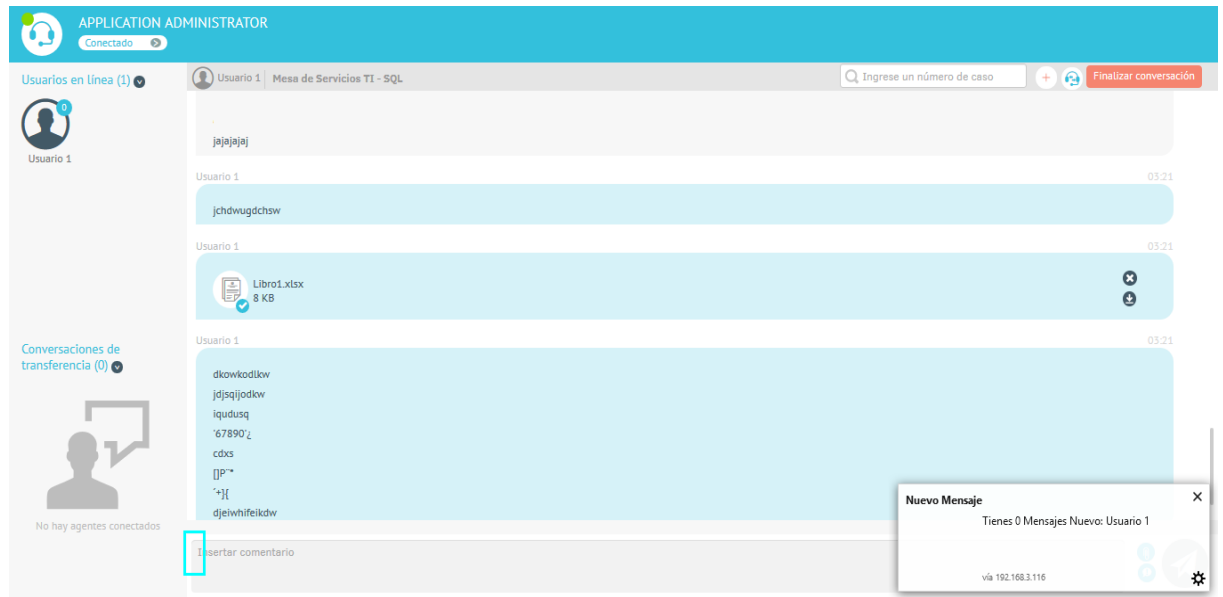 APPLICATION ADMINISTRATOR
Conectado
Usuarios en línea (1)
0
Usuario 1
Conversaciones de
transferencia (0)
No hay agentes conectados
Usuario 1 Mesa de Servicios TI - SQL
Ingrese un número de caso
+
Finalizar conversación
jajajajaj
Usuario 1 03:21
jchdwugdchsw
Usuario 1 03:21
Libro1.xlsx
8 KB
Usuario 1 03:21
dkowkodlkw
jdjsqijodkw
iqudusq
'67890'¿
cdxs
[]P¨*
´+}{
djeiwhifeikdw
Insertar comentario
Nuevo Mensaje
Tienes 0 Mensajes Nuevo: Usuario 1
vía 192.168.3.116